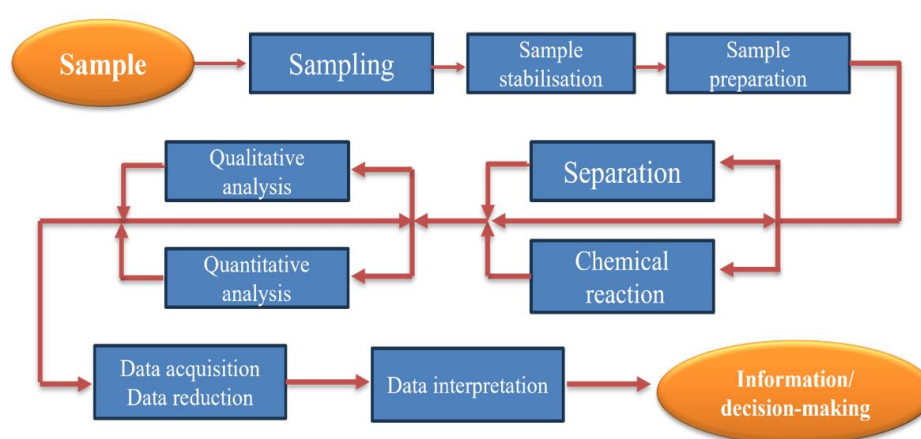 Sample
Sampling
Sample
stabilisation
Sample
preparation
Qualitative
analysis
Separation
Quantitative
analysis
Chemical
reaction
Data acquisition
Data reduction
Data interpretation
Information/
decision-making